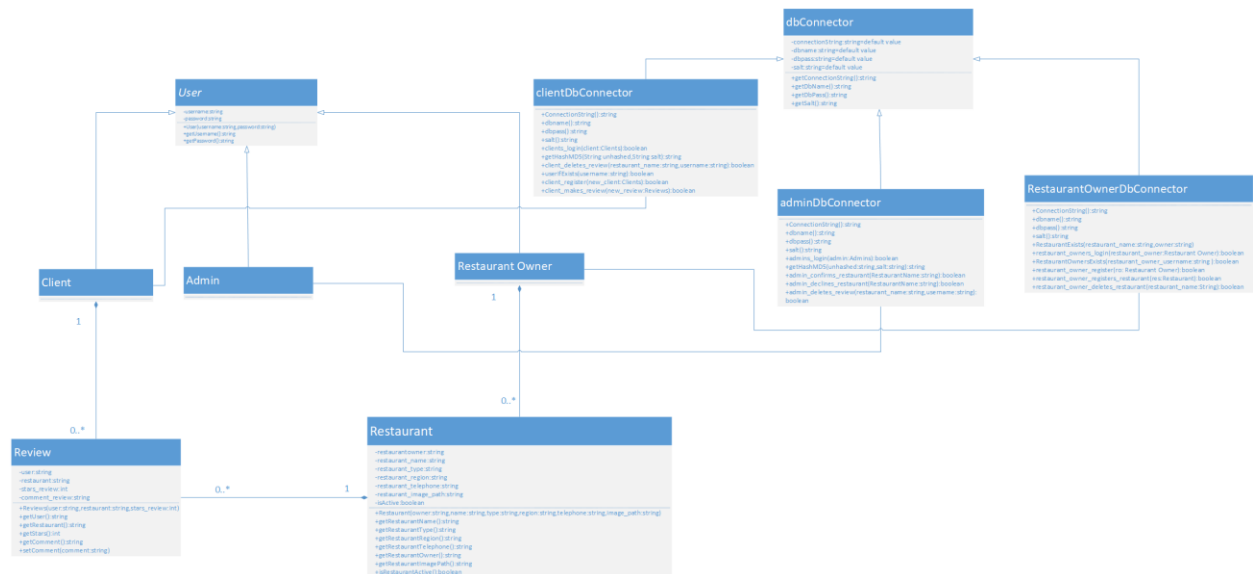 dbConnector
-connectionString:string=default value
-dbname:string=default value
-dbpass:string=default value
-salt:string=default value
+getConnectionString():string
+getDbName():string
+getDbPass():string
+getSalt():string
User
-username:string
-password:string
+User(username:string,password:string)
+getUsername():string
+getPassword():string
clientDbConnector
+ConnectionString():string
+dbname():string
+dbpass():string
+salt():string
+clients_login(client:Clients):boolean
+getHashMD5(String unhashed,String salt):string
+client_deletes_review(restaurant_name:string,username:string):boolean
+userIfExists(username:string):boolean
+client_register(new_client:Clients):boolean
+client_makes_review(new_review:Reviews):boolean
adminDbConnector
+ConnectionString():string
+dbname():string
+dbpass():string
+salt():string
+admins_login(admin:Admin):boolean
+getHashMD5(unhashed:string,salt:string):string
+admin_confirms_restaurant(RestaurantName:string):boolean
+admin_declines_restaurant(RestaurantName:string):boolean
+admin_deletes_review(restaurant_name:string,username:string):
boolean
RestaurantOwnerDbConnector
+ConnectionString():string
+dbname():string
+dbpass():string
+salt():string
+RestaurantExists(restaurant_name:string,owner:string)
+restaurant_owners_login(restaurant_owner:Restaurant Owner):boolean
+RestaurantOwnersExists(restaurant_owner_username:string ):boolean
+restaurant_owner_register(ro: Restaurant Owner):boolean
+restaurant_owner_registers_restaurant(res:Restaurant):boolean
+restaurant_owner_deletes_restaurant(restaurant_name:String):boolean
Client
Admin
Restaurant Owner
1
1
0..*
0..*
Review
-user:string
-restaurant:string
-stars_review:int
-comment_review:string
+Reviews(user:string,restaurant:string,stars_review:int)
+getUser():string
+getRestaurant():string
+getStars():int
+getComment():string
+setComment(comment:string)
0..*
1
Restaurant
-restaurantowner:string
-restaurant_name:string
-restaurant_type:string
-restaurant_region:string
-restaurant_telephone:string
-restaurant_image_path:string
-isActive:boolean
+Restaurant(owner:string,name:string,type:string,region:string,telephone:string,image_path:string)
+getRestaurantName():string
+getRestaurantType():string
+getRestaurantRegion():string
+getRestaurantTelephone():string
+getRestaurantOwner():string
+getRestaurantImagePath():string
+isRestaurantActive():boolean